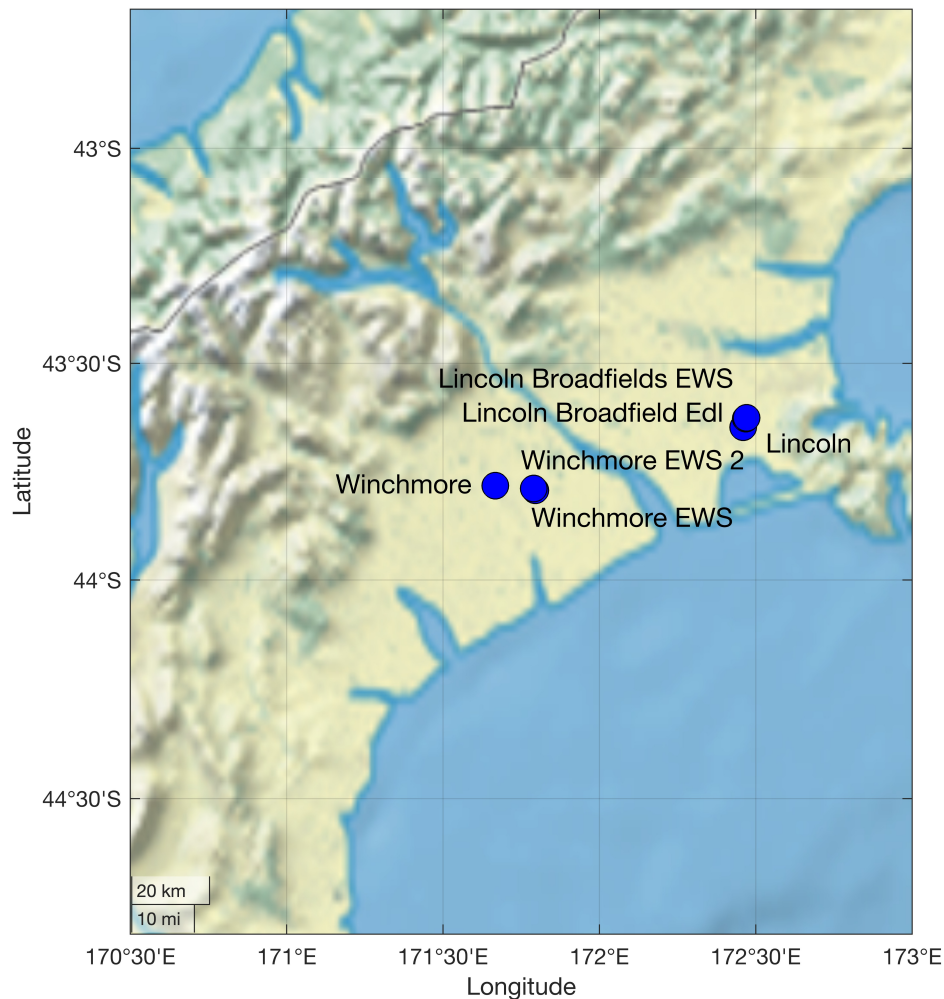 43°S
43°30'S
Lincoln Broadfields EWS
Lincoln Broadfield Edl
Lincoln
Winchmore EWS 2
Winchmore
Winchmore EWS
Latitude
44°S
44°30'S
20 km
10 mi
170°30'E
171°E
171°30'E
172°E
172°30'E
173°E
Longitude